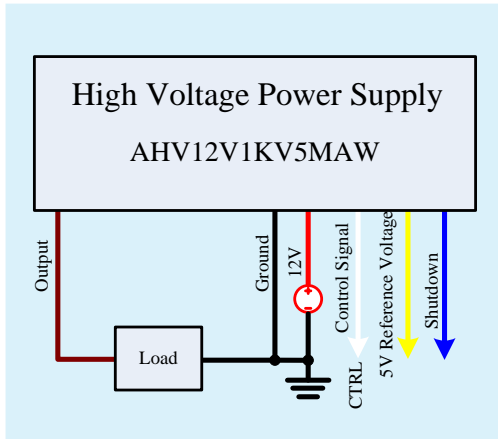 High Voltage Power Supply
AHV12V1KV5MAW
Output
Ground
12V
Control Signal
CTRL
5V Reference Voltage
Shutdown
Load